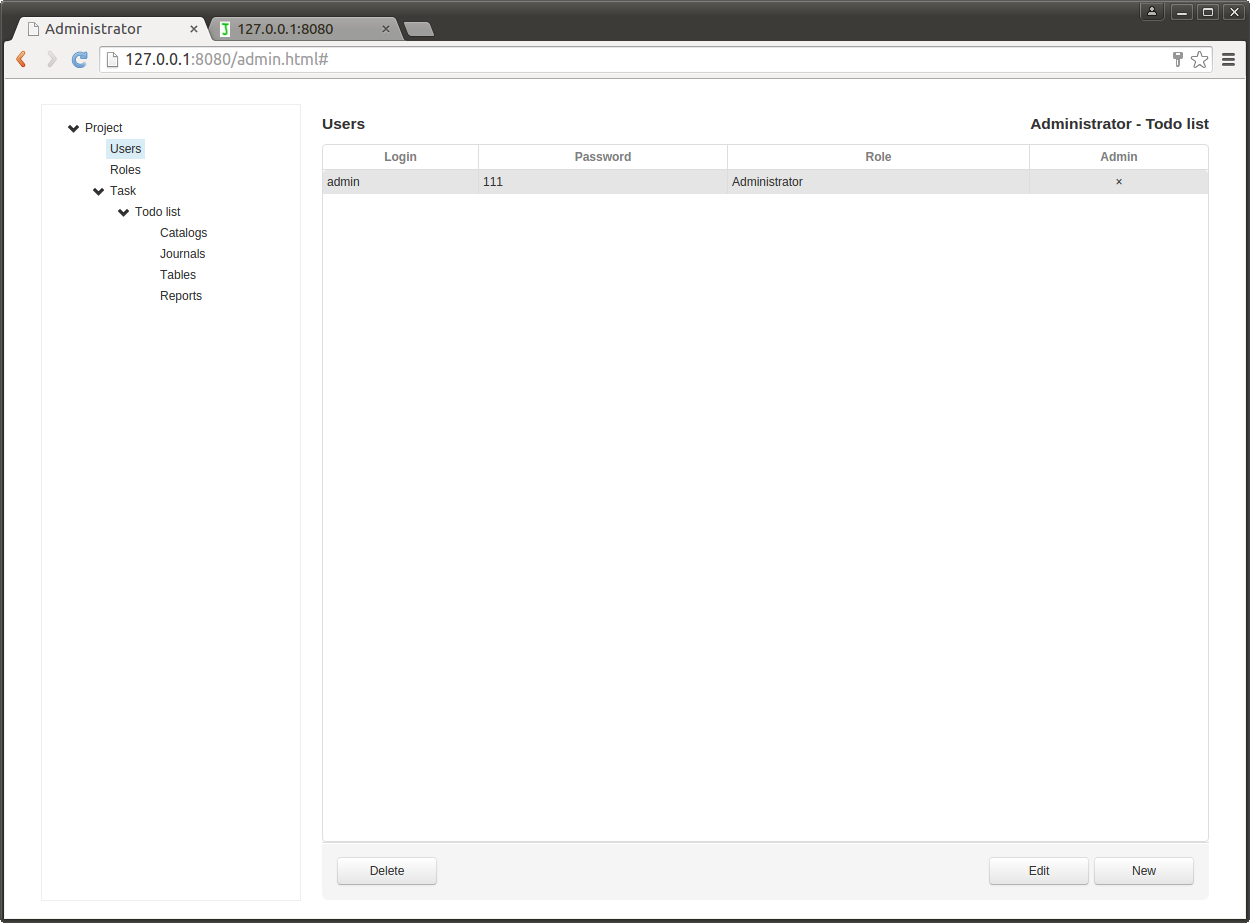 Administrator × 127.0.0.1:8080 ×
127.0.0.1:8080/admin.html#
Project
Users
Roles
Task
Todo list
Catalogs
Journals
Tables
Reports
Users Administrator - Todo list
Login Password Role Admin
admin 111 Administrator ×
Delete Edit New